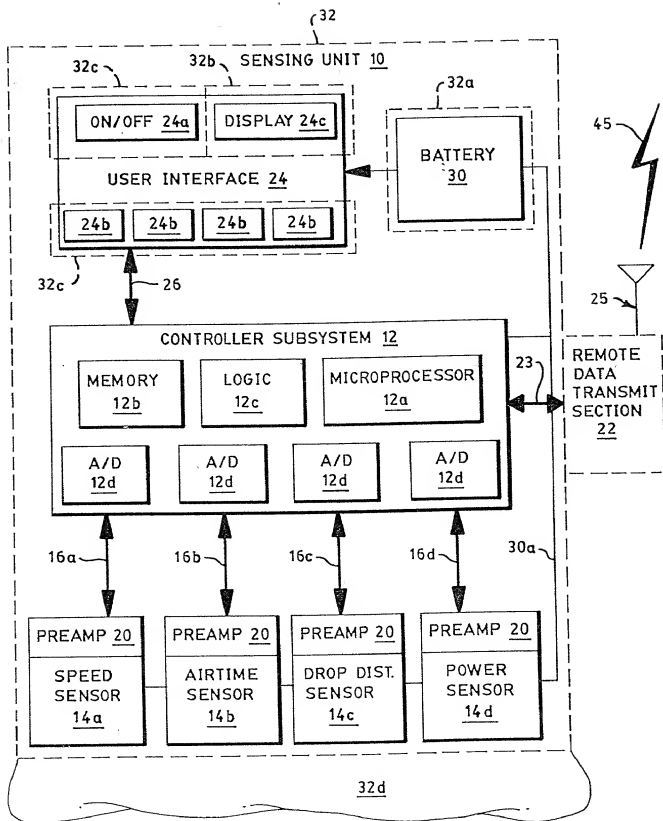 32
SENSING UNIT 10
32c
32b
32a
ON/OFF 24a
DISPLAY 24c
45
BATTERY
30
USER INTERFACE 24
24b 24b 24b 24b
32c
26
25
CONTROLLER SUBSYSTEM 12
23
REMOTE
DATA
TRANSMIT
SECTION
22
MEMORY
12b
LOGIC
12c
MICROPROCESSOR
12a
A/D
12d
A/D
12d
A/D
12d
A/D
12d
16a
16b
16c
16d
30a
PREAMP 20
SPEED
SENSOR
14a
PREAMP 20
AIRTIME
SENSOR
14b
PREAMP 20
DROP DIST.
SENSOR
14c
PREAMP 20
POWER
SENSOR
14d
32d